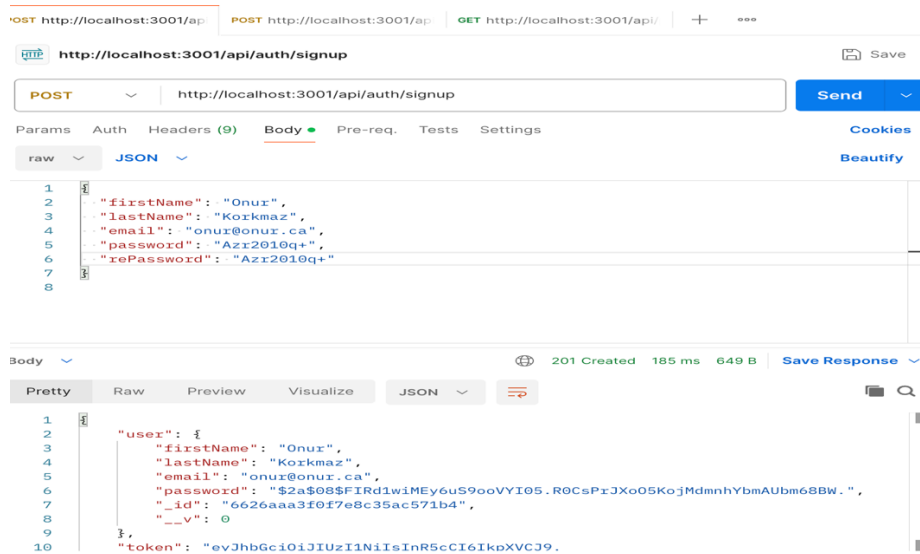 POST http://localhost:3001/ap POST http://localhost:3001/ap GET http://localhost:3001/api/ + ooo
HTTP http://localhost:3001/api/auth/signup Save
POST http://localhost:3001/api/auth/signup Send
Params Auth Headers (9) Body Pre-req. Tests Settings Cookies
raw JSON Beautify
1 {
2 "firstName": "Onur",
3 "lastName": "Korkmaz",
4 "email": "onur@onur.ca",
5 "password": "Azr2010q+",
6 "rePassword": "Azr2010q+"
7 }
8
Body 201 Created 185 ms 649 B Save Response
Pretty Raw Preview Visualize JSON
1 {
2 "user": {
3 "firstName": "Onur",
4 "lastName": "Korkmaz",
5 "email": "onur@onur.ca",
6 "password": "$2a$08$FIRd1wiMEy6uS9ooVYI05.R0CsPrJXoO5KojMdmnhYbmAUbm68BW.",
7 "_id": "6626aaa3f0f7e8c35ac571b4",
8 "__v": 0
9 },
10 "token": "eyJhbGciOiJIUzI1NiIsInR5cCI6IkpXVCJ9.